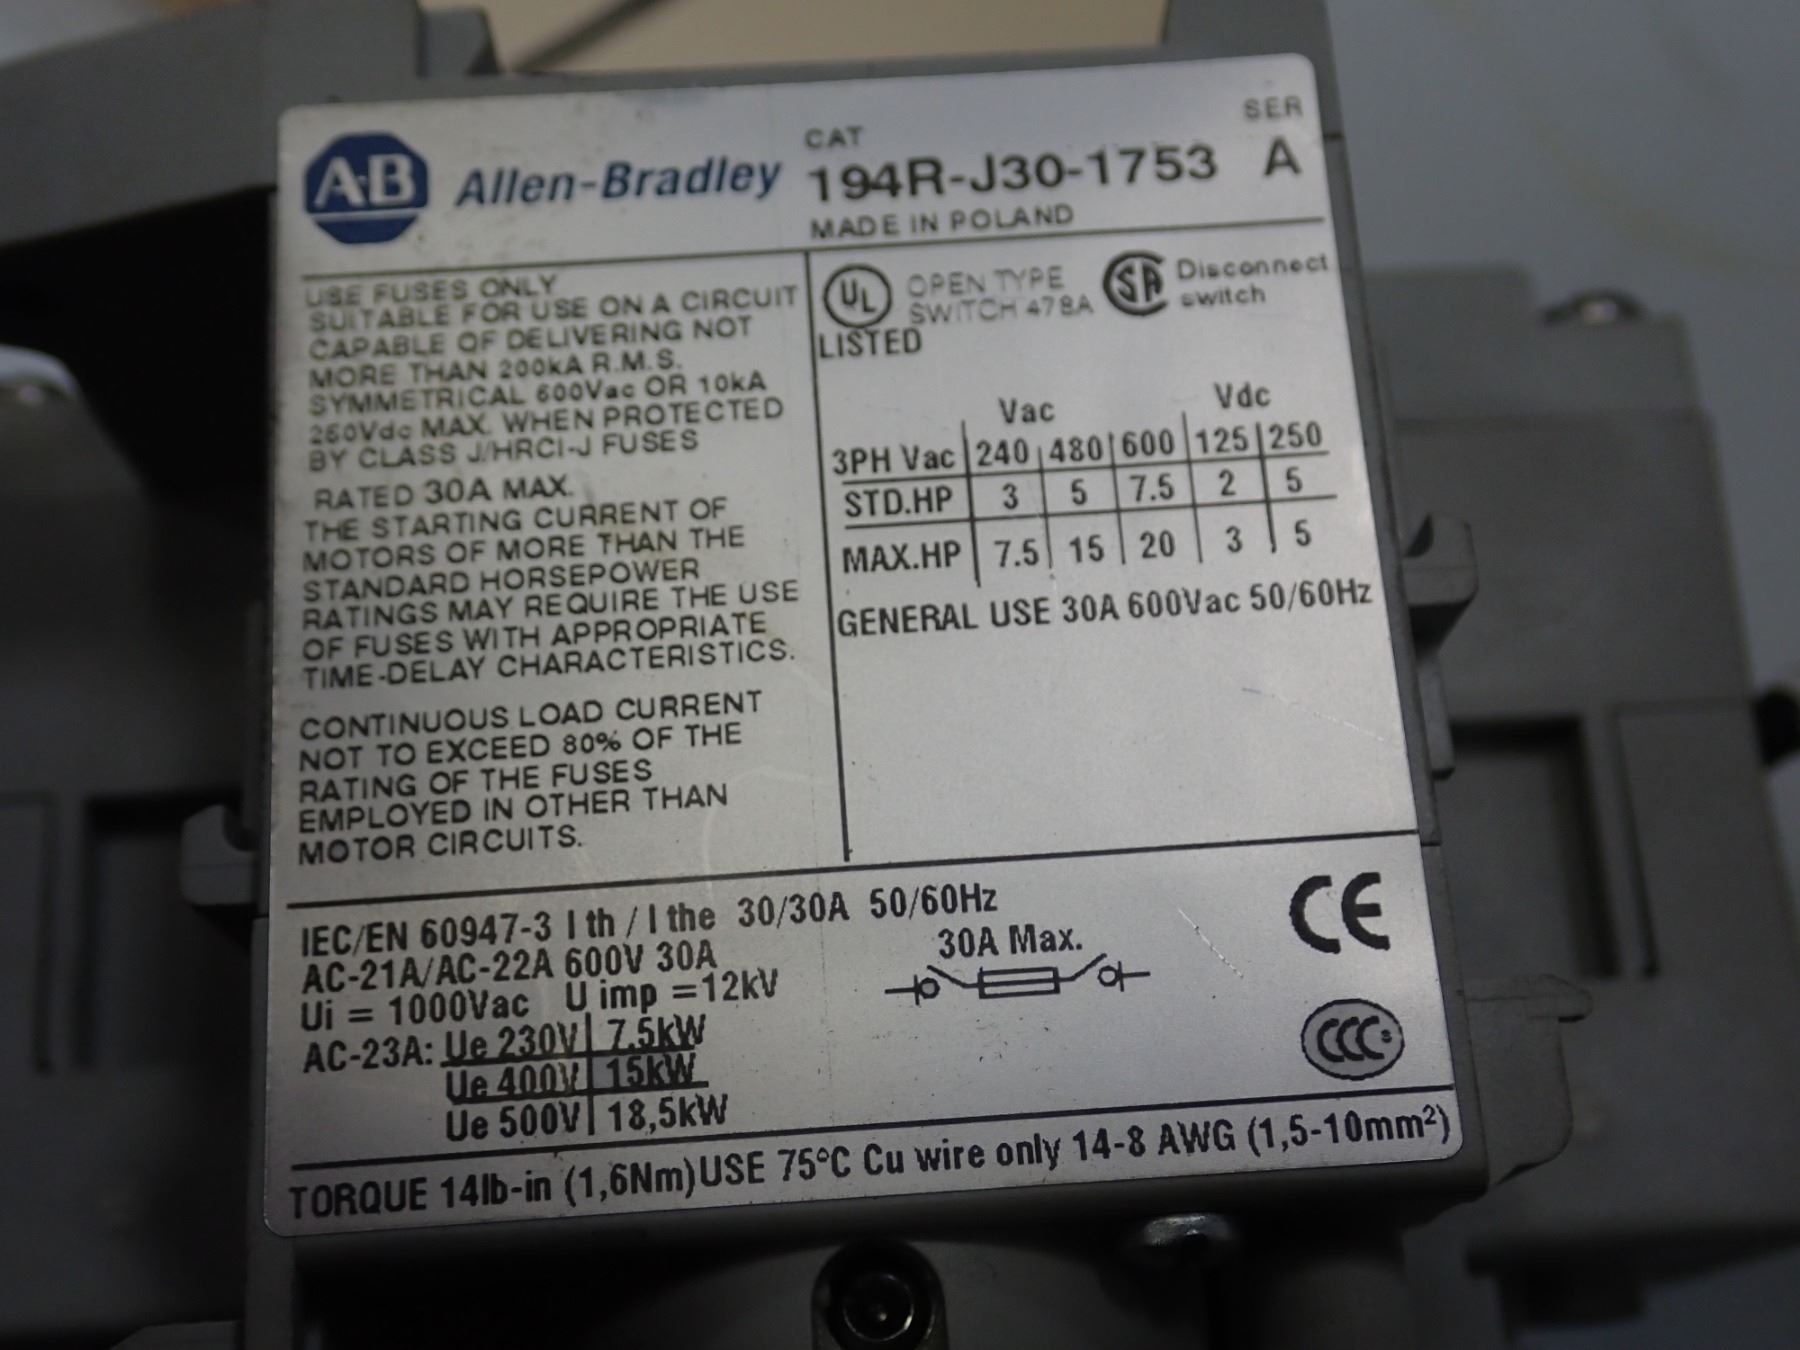 AB Allen-Bradley
CAT
194R-J30-1753
SER
A
MADE IN POLAND
USE FUSES ONLY
SUITABLE FOR USE ON A CIRCUIT
CAPABLE OF DELIVERING NOT
MORE THAN 200kA R.M.S.
SYMMETRICAL 600Vac OR 10kA
250Vdc MAX. WHEN PROTECTED
BY CLASS J/HRCI-J FUSES
RATED 30A MAX.
THE STARTING CURRENT OF
MOTORS OF MORE THAN THE
STANDARD HORSEPOWER
RATINGS MAY REQUIRE THE USE
OF FUSES WITH APPROPRIATE
TIME-DELAY CHARACTERISTICS.
CONTINUOUS LOAD CURRENT
NOT TO EXCEED 80% OF THE
RATING OF THE FUSES
EMPLOYED IN OTHER THAN
MOTOR CIRCUITS.
UL
LISTED
OPEN TYPE
SWITCH 478A
SA
Disconnect
switch
Vac Vdc
3PH Vac 240 480 600 125 250
STD.HP 3 5 7.5 2 5
MAX.HP 7.5 15 20 3 5
GENERAL USE 30A 600Vac 50/60Hz
IEC/EN 60947-3 I th / I the 30/30A 50/60Hz
AC-21A/AC-22A 600V 30A
Ui = 1000Vac U imp =12kV
AC-23A: Ue 230V 7.5kW
Ue 400V 15kW
Ue 500V 18,5kW
30A Max.
CE
CCC
TORQUE 14lb-in (1,6Nm) USE 75°C Cu wire only 14-8 AWG (1,5-10mm²)